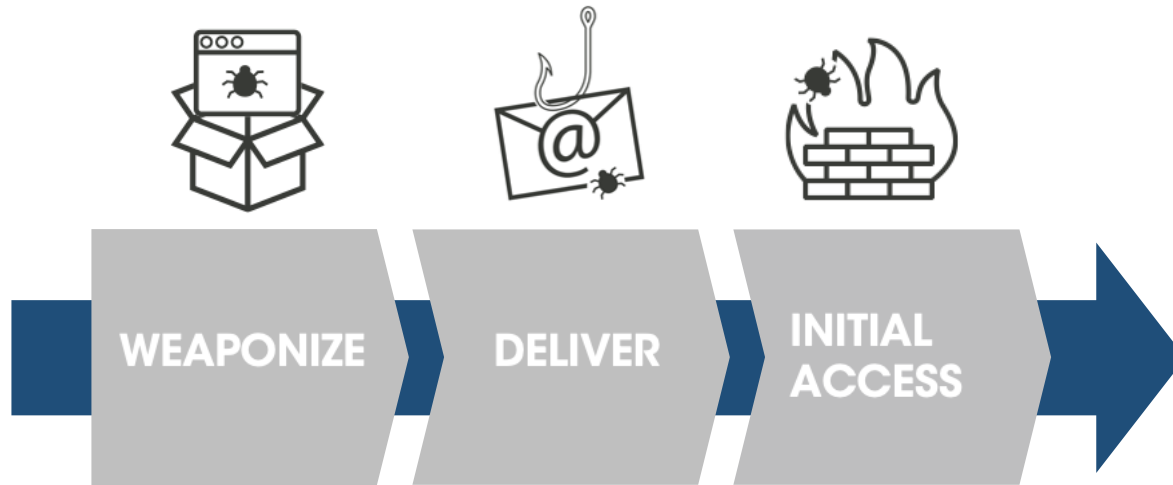 @
WEAPONIZE
DELIVER
INITIAL
ACCESS